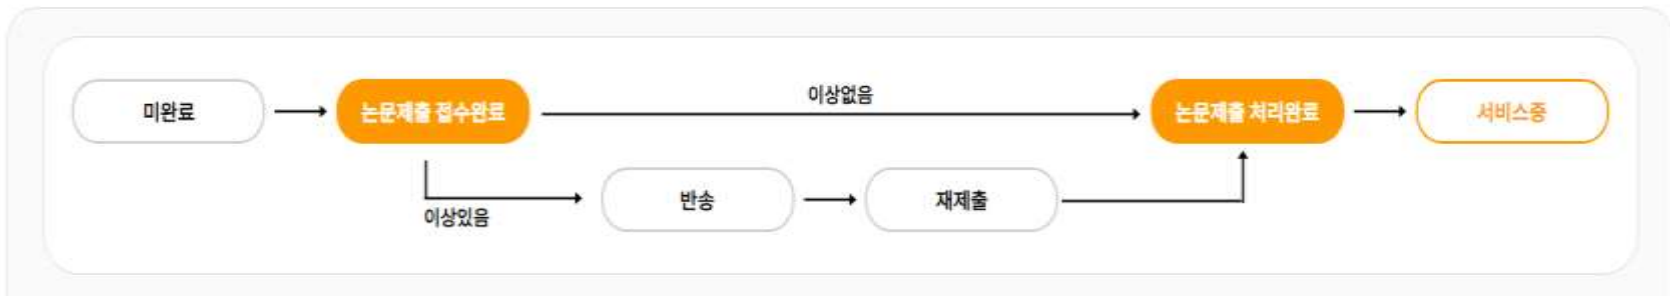 미완료
논문제출 접수완료
이상없음
논문제출 처리완료
서비스중
이상있음
반송
재제출